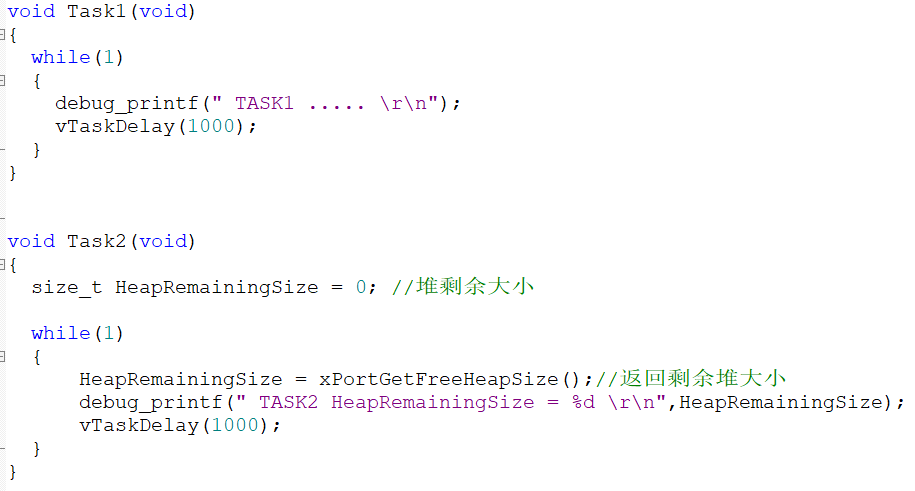 void Task1(void)
{
  while(1)
  {
    debug_printf(" TASK1 ..... \r\n");
    vTaskDelay(1000);
  }
}
void Task2(void)
{
  size_t HeapRemainingSize = 0; //堆剩余大小
  while(1)
  {
      HeapRemainingSize = xPortGetFreeHeapSize();//返回剩余堆大小
      debug_printf(" TASK2 HeapRemainingSize = %d \r\n",HeapRemainingSize);
      vTaskDelay(1000);
  }
}